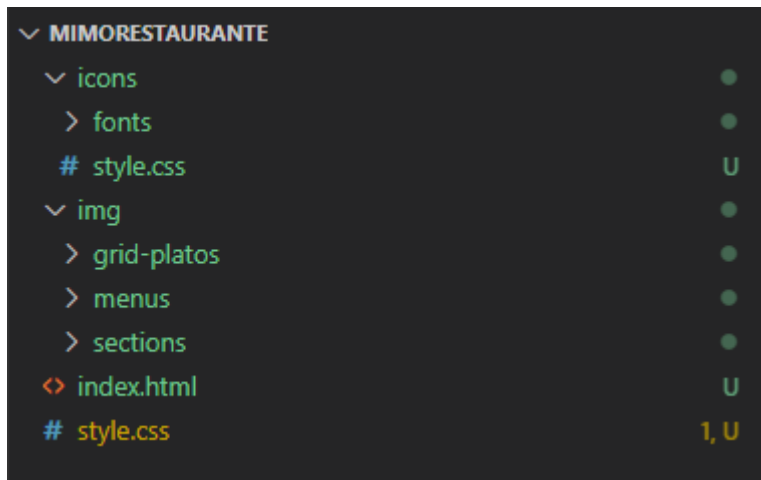 MIMORESTAURANTE
icons
fonts
# style.css U
img
grid-platos
menus
sections
<> index.html U
# style.css 1, U